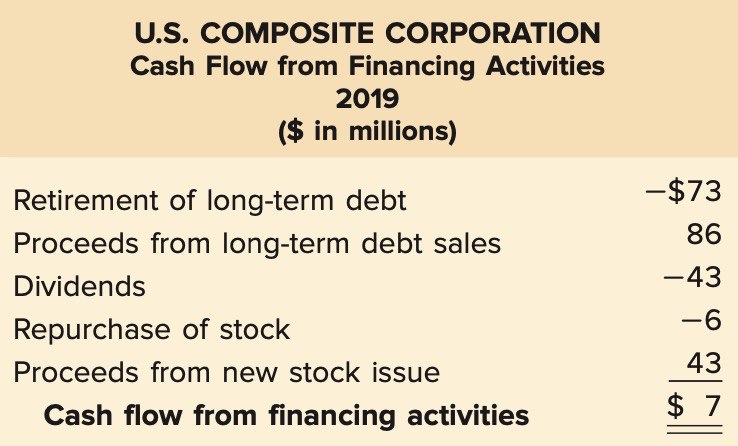 U.S. COMPOSITE CORPORATION
Cash Flow from Financing Activities
2019
($ in millions)
Retirement of long-term debt −$73
Proceeds from long-term debt sales 86
Dividends −43
Repurchase of stock −6
Proceeds from new stock issue 43
Cash flow from financing activities $ 7